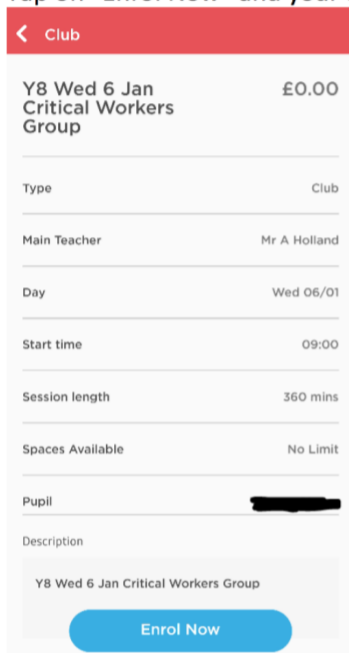 Club
Y8 Wed 6 Jan £0.00
Critical Workers
Group
Type Club
Main Teacher Mr A Holland
Day Wed 06/01
Start time 09:00
Session length 360 mins
Spaces Available No Limit
Pupil
Description
Y8 Wed 6 Jan Critical Workers Group
Enrol Now